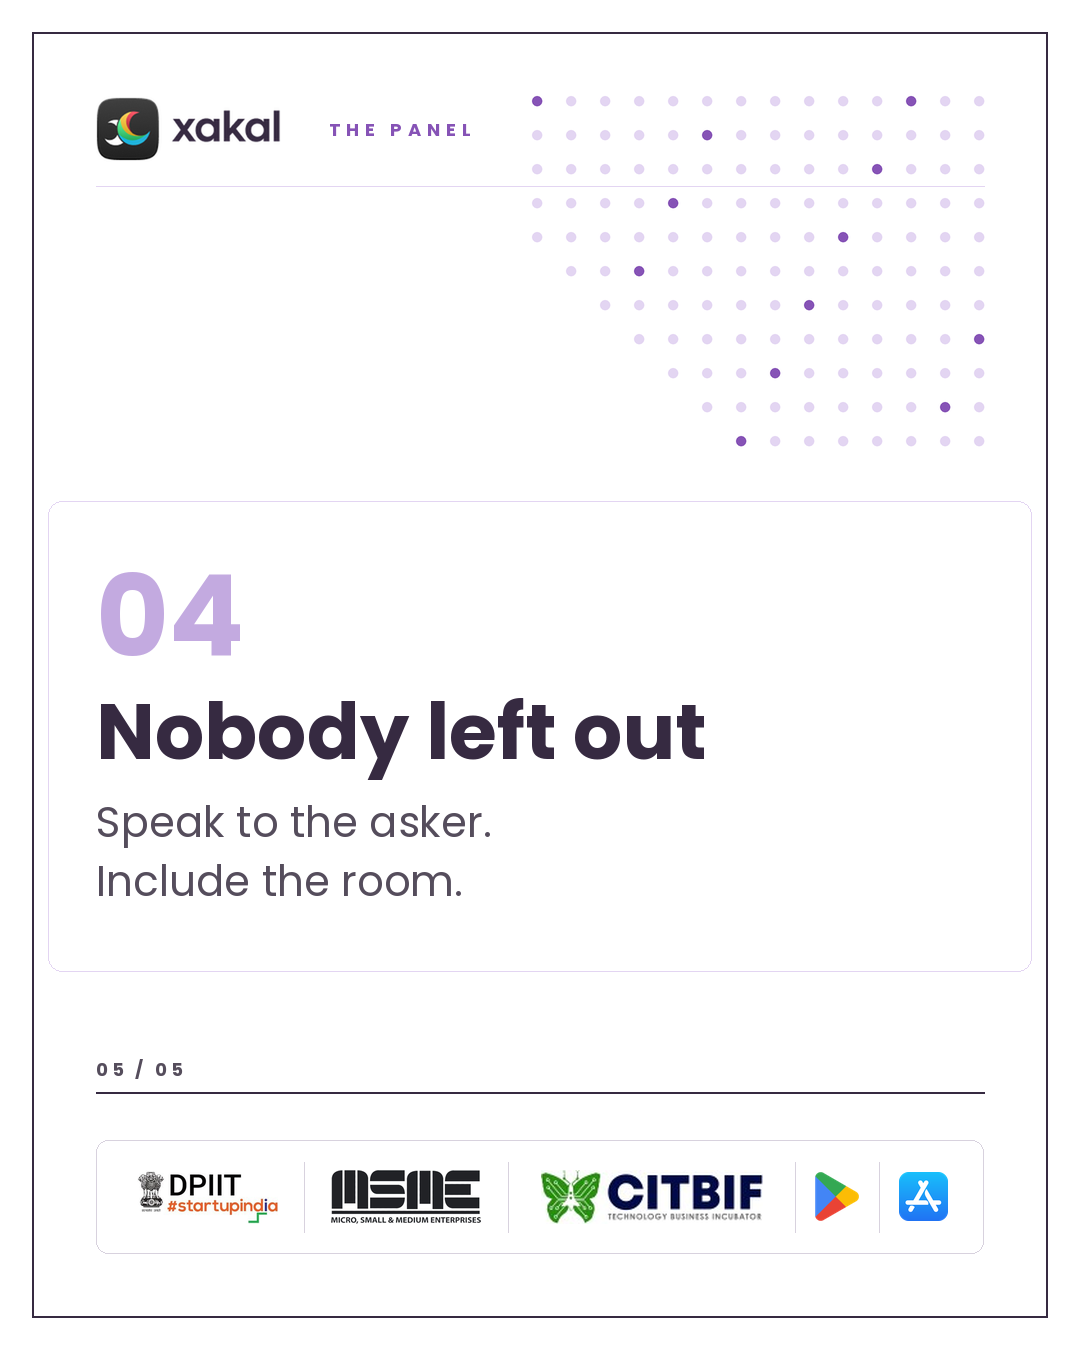 xakal
THE PANEL
04
Nobody left out
Speak to the asker.
Include the room.
05 / 05
DPIIT
#startupindia
MSME
MICRO, SMALL & MEDIUM ENTERPRISES
CITBIF
TECHNOLOGY BUSINESS INCUBATOR